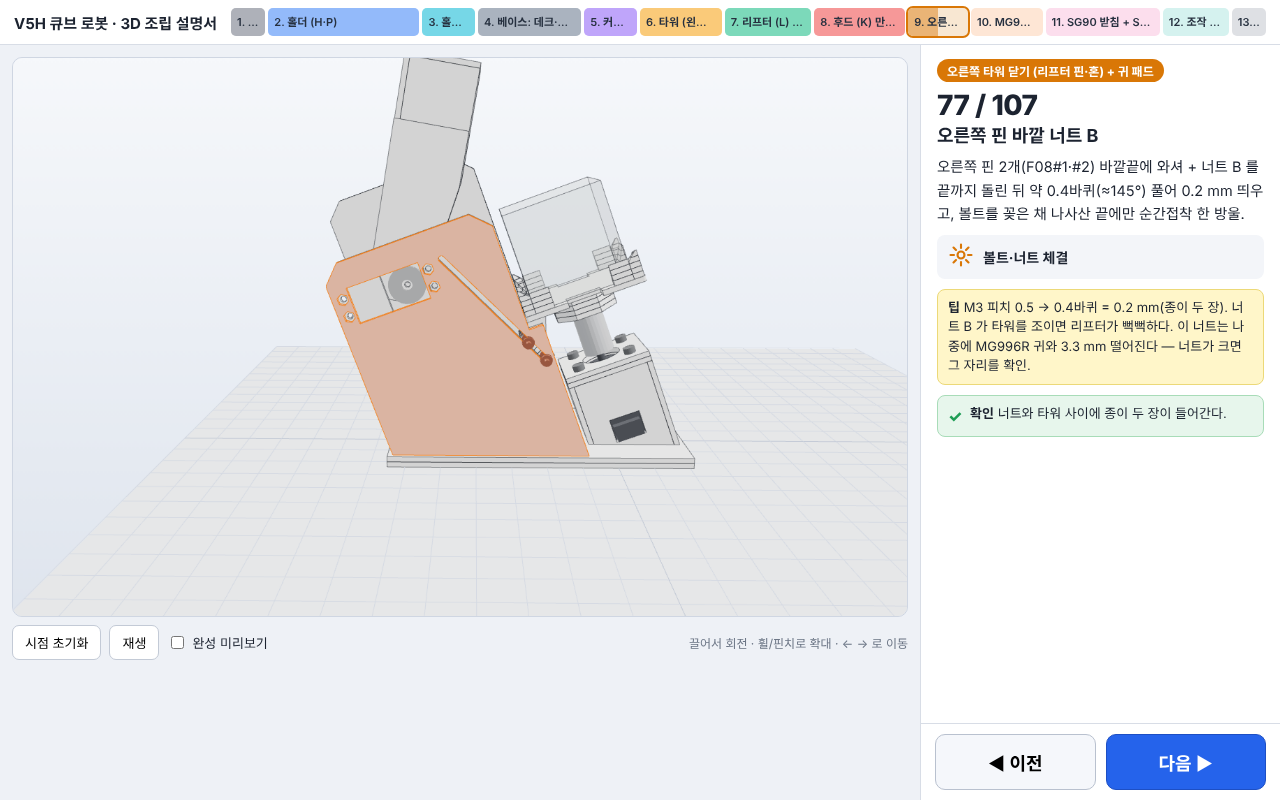 V5H 큐브 로봇 · 3D 조립 설명서
1. ...
2. 홀더 (H·P)
3. 홀...
4. 베이스: 데크·...
5. 커...
6. 타워 (왼...
7. 리프터 (L) ...
8. 후드 (K) 만...
9. 오른...
10. MG9...
11. SG90 받침 + S...
12. 조작 ...
13...
오른쪽 타워 닫기 (리프터 핀·혼) + 귀 패드
77 / 107
오른쪽 핀 바깥 너트 B
오른쪽 핀 2개(F08#1·#2) 바깥끝에 와셔 + 너트 B 를
끝까지 돌린 뒤 약 0.4바퀴(≈145°) 풀어 0.2 mm 띄우
고, 볼트를 꽂은 채 나사산 끝에만 순간접착 한 방울.
볼트·너트 체결
팁 M3 피치 0.5 → 0.4바퀴 = 0.2 mm(종이 두 장). 너
트 B 가 타워를 조이면 리프터가 뻑뻑하다. 이 너트는 나
중에 MG996R 귀와 3.3 mm 떨어진다 — 너트가 크면
그 자리를 확인.
확인 너트와 타워 사이에 종이 두 장이 들어간다.
시점 초기화
재생
완성 미리보기
끌어서 회전 · 휠/핀치로 확대 · ← → 로 이동
◀ 이전
다음 ▶